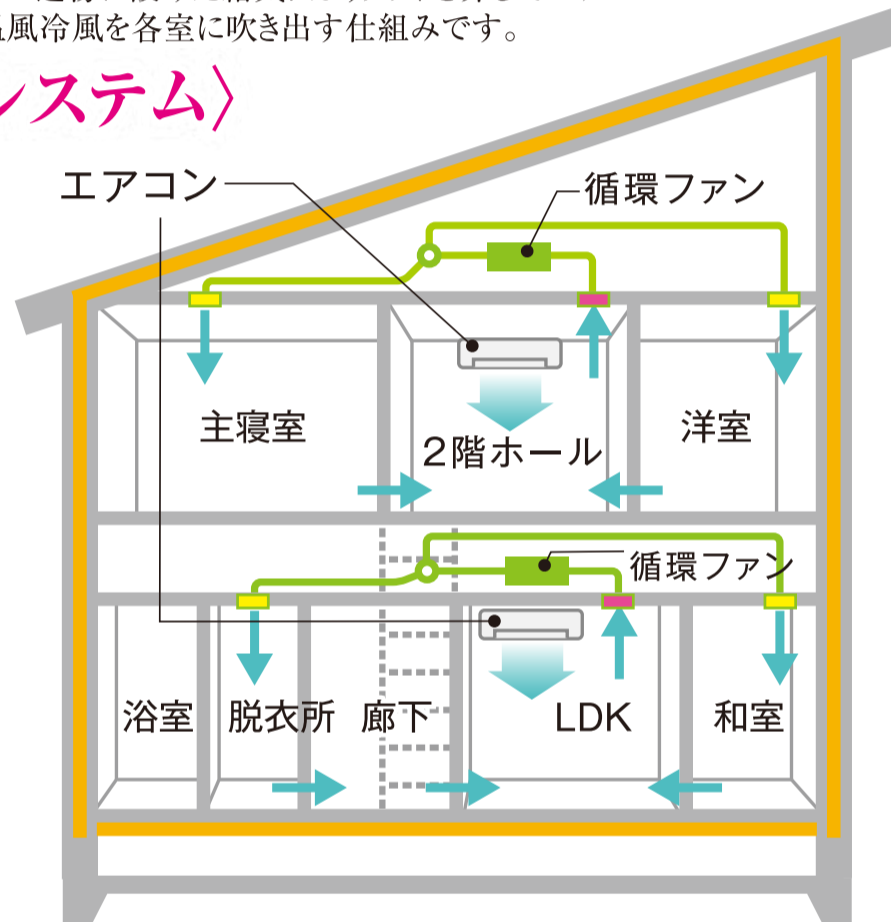 温風冷風を各室に吹き出す仕組みです。
システム〉
エアコン
循環ファン
主寝室
2階ホール
洋室
循環ファン
浴室
脱衣所
廊下
LDK
和室